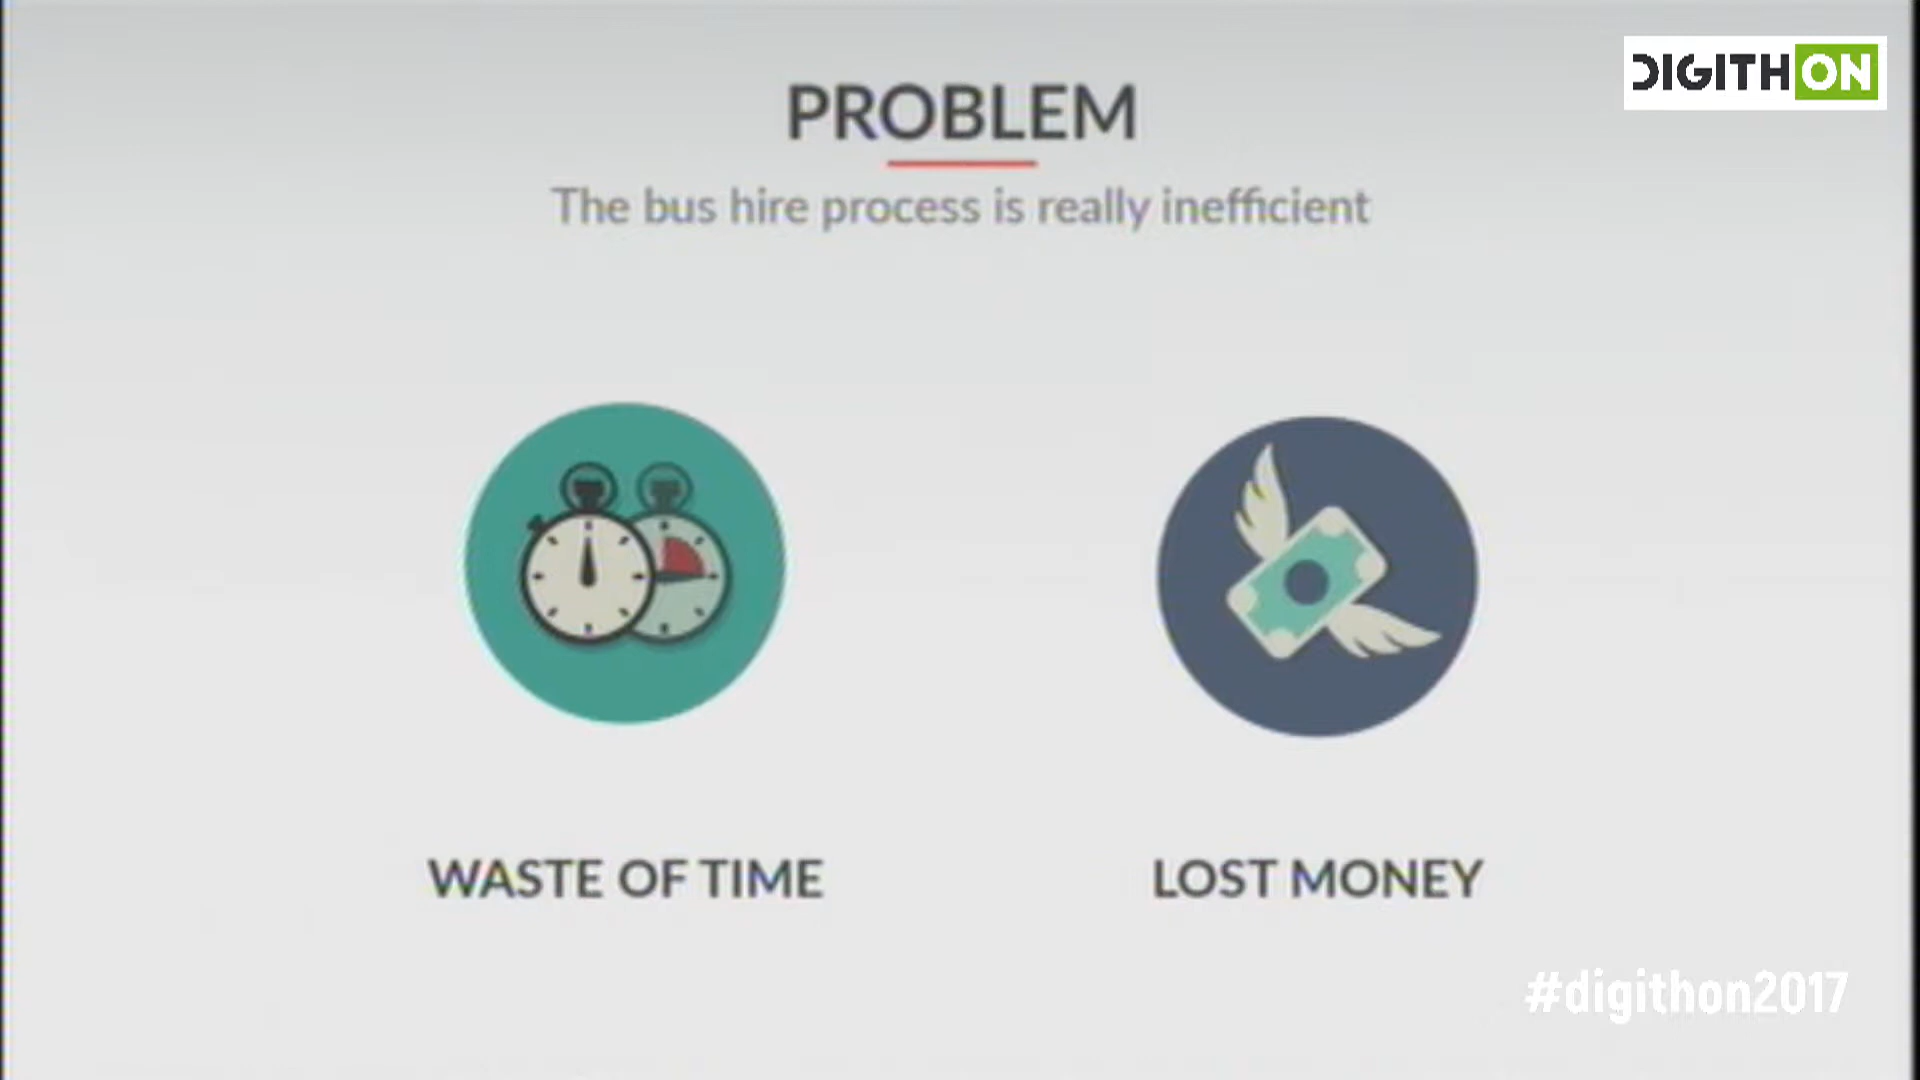 DIGITHON
PROBLEM
The bus hire process is really inefficient
WASTE OF TIME
LOST MONEY
#digithon2017